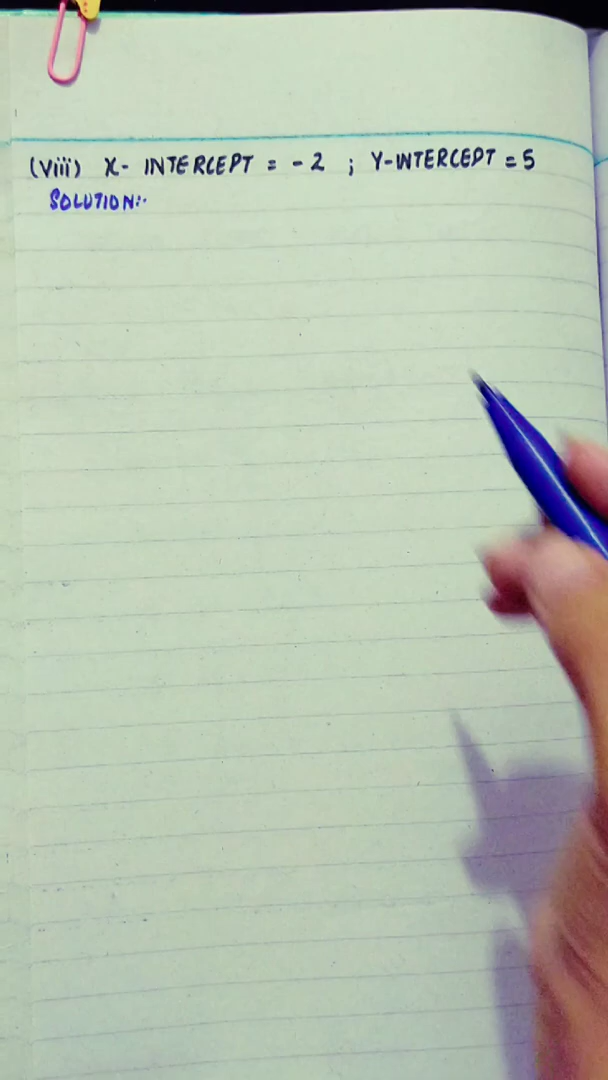 (viii) X- INTERCEPT = -2 ; Y-INTERCEPT = 5
SOLUTION:-